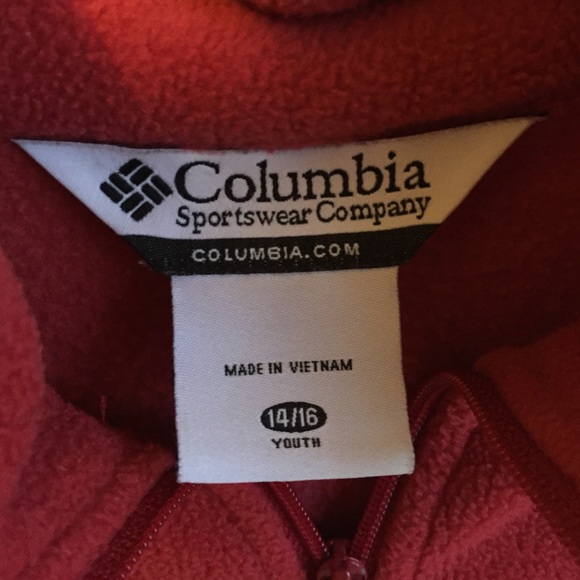 Columbia
Sportswear Company
COLUMBIA.COM
MADE IN VIETNAM
14/16
YOUTH